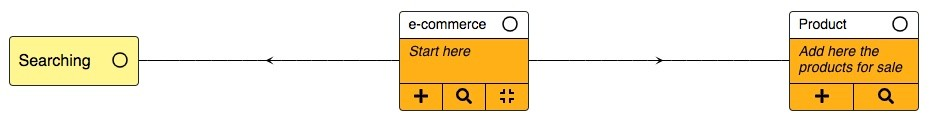 Searching
e-commerce
Start here
Product
Add here the
products for sale